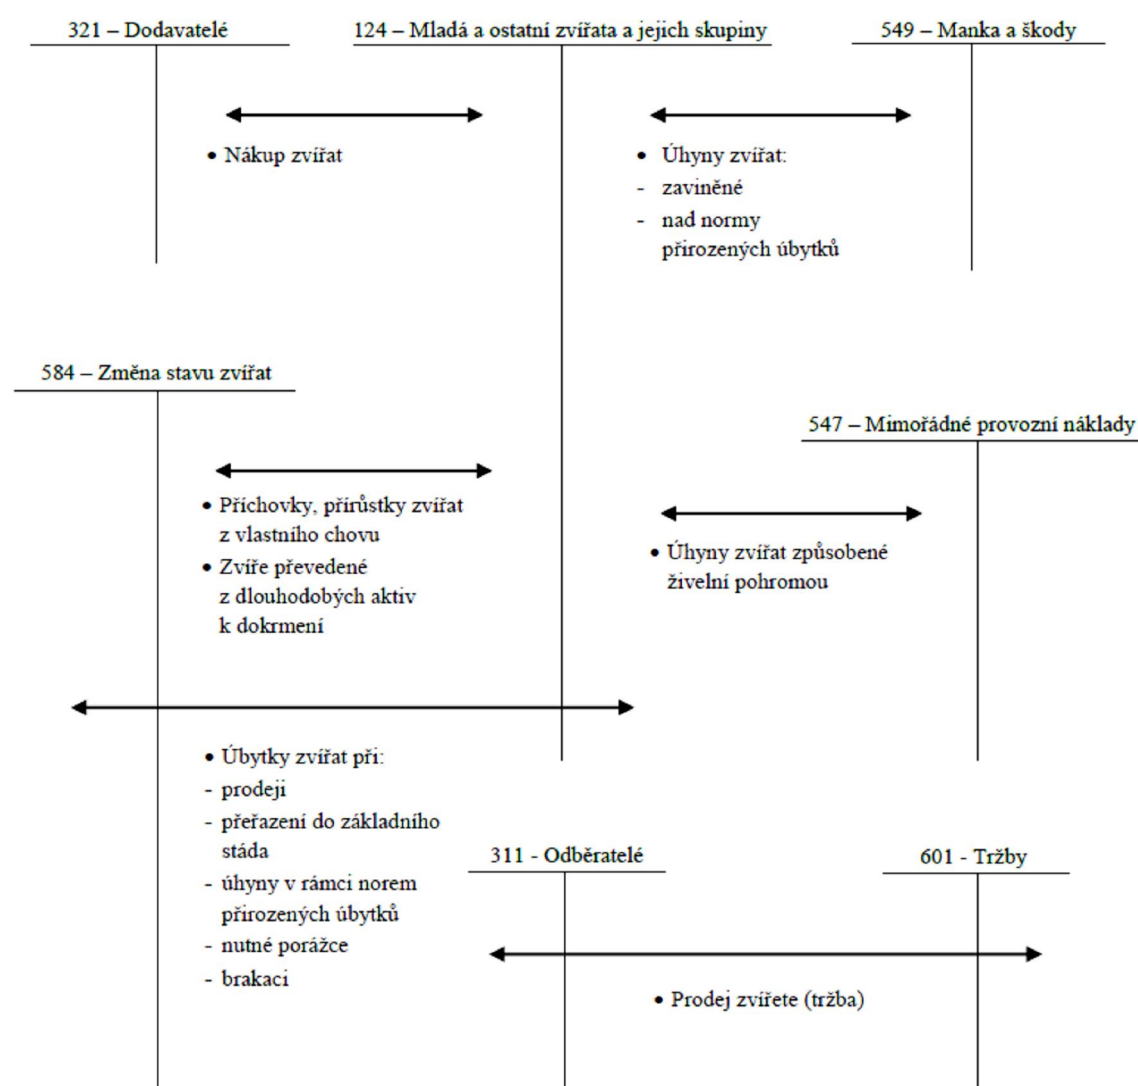 321 – Dodavatelé
124 – Mladá a ostatní zvířata a jejich skupiny
549 – Manka a škody
• Nákup zvířat
• Úhyny zvířat:
- zaviněné
- nad normy
přirozených úbytků
584 – Změna stavu zvířat
547 – Mimořádné provozní náklady
• Příchovky, přírůstky zvířat
z vlastního chovu
• Zvíře převedené
z dlouhodobých aktiv
k dokrmení
• Úhyny zvířat způsobené
živelní pohromou
• Úbytky zvířat při:
- prodeji
- přeřazení do základního
stáda
- úhyny v rámci norem
přirozených úbytků
- nutné porážce
- brakaci
311 - Odběratelé
601 - Tržby
• Prodej zvířete (tržba)